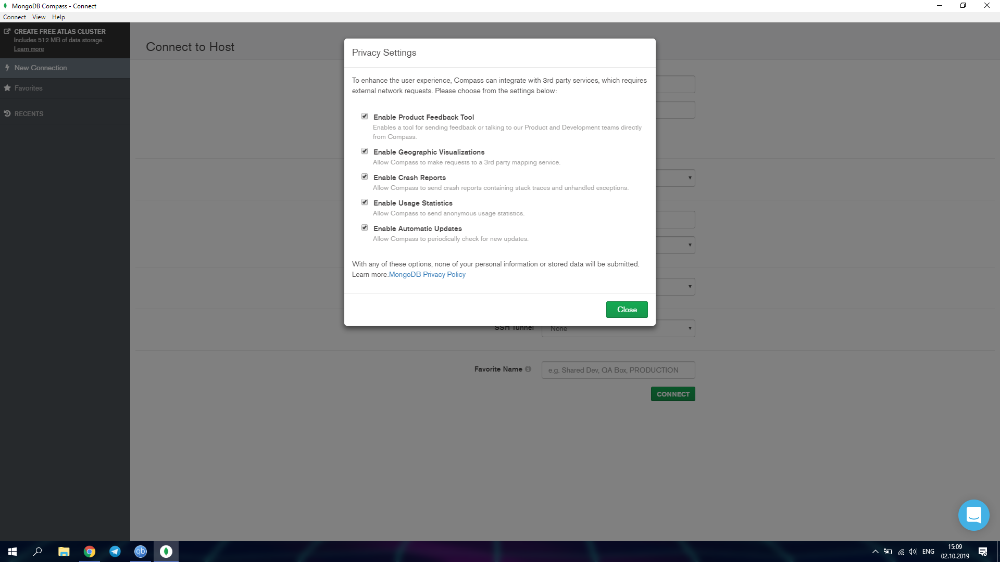 MongoDB Compass - Connect
Connect View Help
CREATE FREE ATLAS CLUSTER
Includes 512 MB of data storage.
Learn more
New Connection
Favorites
RECENTS
Connect to Host
Privacy Settings
To enhance the user experience, Compass can integrate with 3rd party services, which requires
external network requests. Please choose from the settings below:
Enable Product Feedback Tool
Enables a tool for sending feedback or talking to our Product and Development teams directly
from Compass.
Enable Geographic Visualizations
Allow Compass to make requests to a 3rd party mapping service.
Enable Crash Reports
Allow Compass to send crash reports containing stack traces and unhandled exceptions.
Enable Usage Statistics
Allow Compass to send anonymous usage statistics.
Enable Automatic Updates
Allow Compass to periodically check for new updates.
With any of these options, none of your personal information or stored data will be submitted.
Learn more:MongoDB Privacy Policy
Close
SSH Tunnel None
Favorite Name e.g. Shared Dev, QA Box, PRODUCTION
CONNECT
qb
ENG
15:09
02.10.2019